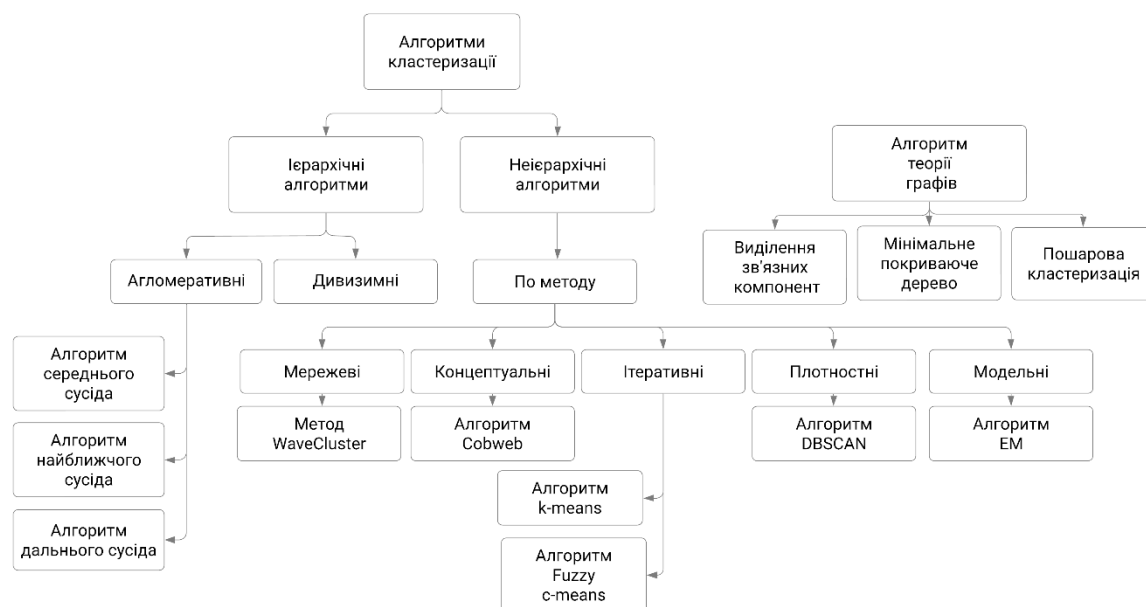 Алгоритми
кластеризації
Ієрархічні
алгоритми
Неієрархічні
алгоритми
Алгоритм
теорії
графів
Агломеративні
Дивизимні
По методу
Виділення
зв'язних
компонент
Мінімальне
покриваюче
дерево
Пошарова
кластеризація
Алгоритм
середнього
сусіда
Алгоритм
найближчого
сусіда
Алгоритм
дальнього сусіда
Мережеві
Концептуальні
Ітеративні
Плотностні
Модельні
Метод
WaveCluster
Алгоритм
Cobweb
Алгоритм
DBSCAN
Алгоритм
EM
Алгоритм
k-means
Алгоритм
Fuzzy
c-means